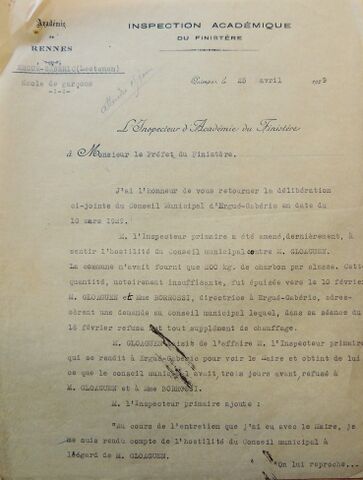 Académie
de
RENNES
INSPECTION ACADÉMIQUE
DU FINISTÈRE
ERGUE-GABERIC(Lestonan)
Ecole de garçons
-:-:-
Quimper le 25 avril 1929
L'Inspecteur d'Académie du Finistère
à Monsieur le Préfet du Finistère.
J'ai l'honneur de vous retourner la délibération
ci-jointe du Conseil Municipal d'Ergué-Gabéric en date du
10 mars 1929.
M. l'Inspecteur primaire a été amené, dernièrement, à
sentir l'hostilité du Conseil municipal contre M. GLOAGUEN.
La commune n'avait fourni que 200 kg. de charbon par classe. Cette
quantité, notoirement insuffisante, fut épuisée vers le 10 février
M. GLOAGUEN et Mme BORROSSI, directrice à Ergué-Gabéric, adres-
sèrent une demande au conseil municipal lequel, dans sa séance du
18 février refusa tout supplément de chauffage.
M. GLOAGUEN de l'affaire M. l'Inspecteur primaire
qui se rendit à Ergué-Gabéric pour voir le Maire et obtint de lui
ce que le conseil municipal avait, trois jours avant, refusé à
M. GLOAGUEN et à Mme BORROSSI.
M. l'Inspecteur primaire ajoute :
"Au cours de l'entretien que j'ai eu avec le Maire, je
me suis rendu compte de l'hostilité du Conseil municipal à
l'égard de M. GLOAGUEN.
"On lui reproche...